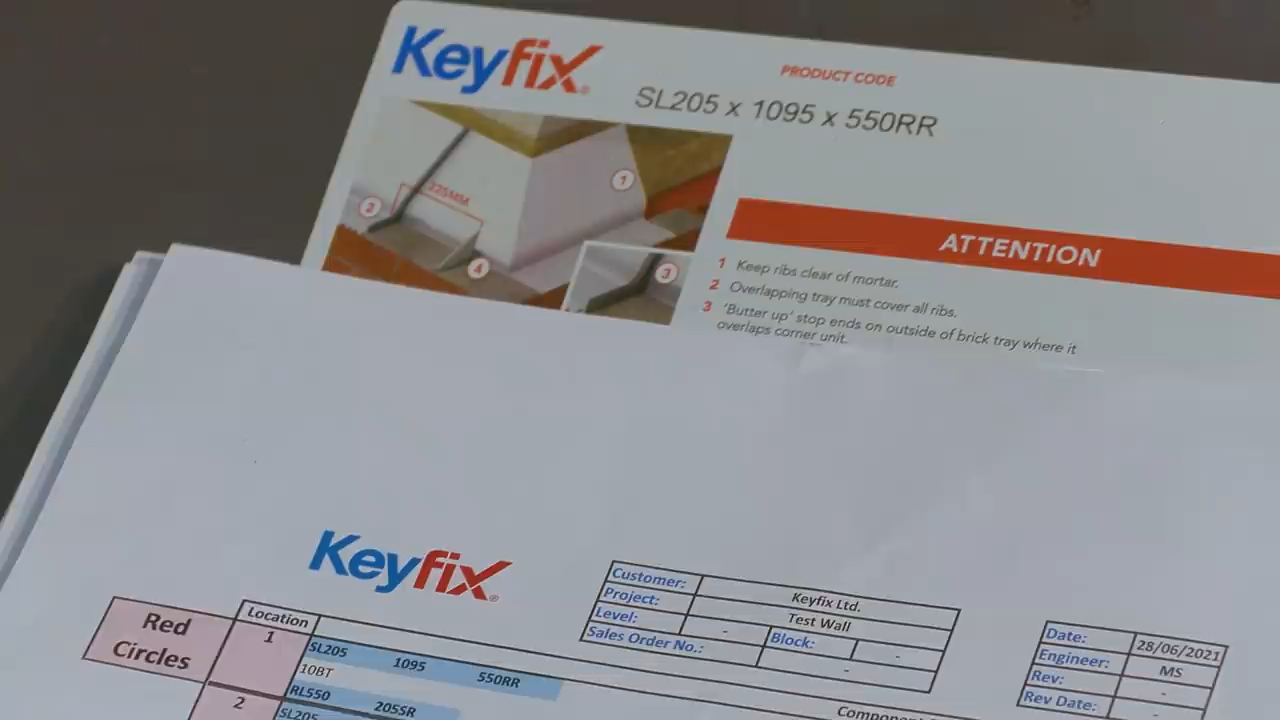 Keyfix
PRODUCT CODE
SL205 x 1095 x 550RR
225MM
1
2
3
4
ATTENTION
1 Keep ribs clear of mortar.
2 Overlapping tray must cover all ribs.
3 'Butter up' stop ends on outside of brick tray where it
overlaps corner unit.
Keyfix
Customer: Keyfix Ltd.
Project: Test Wall
Level: - Block: -
Sales Order No.: -
Date: 28/06/2021
Engineer: MS
Rev: -
Rev Date: -
Red
Circles
Location
1
SL205 1095 550RR
10BT
RL550 205SR
2
SL205